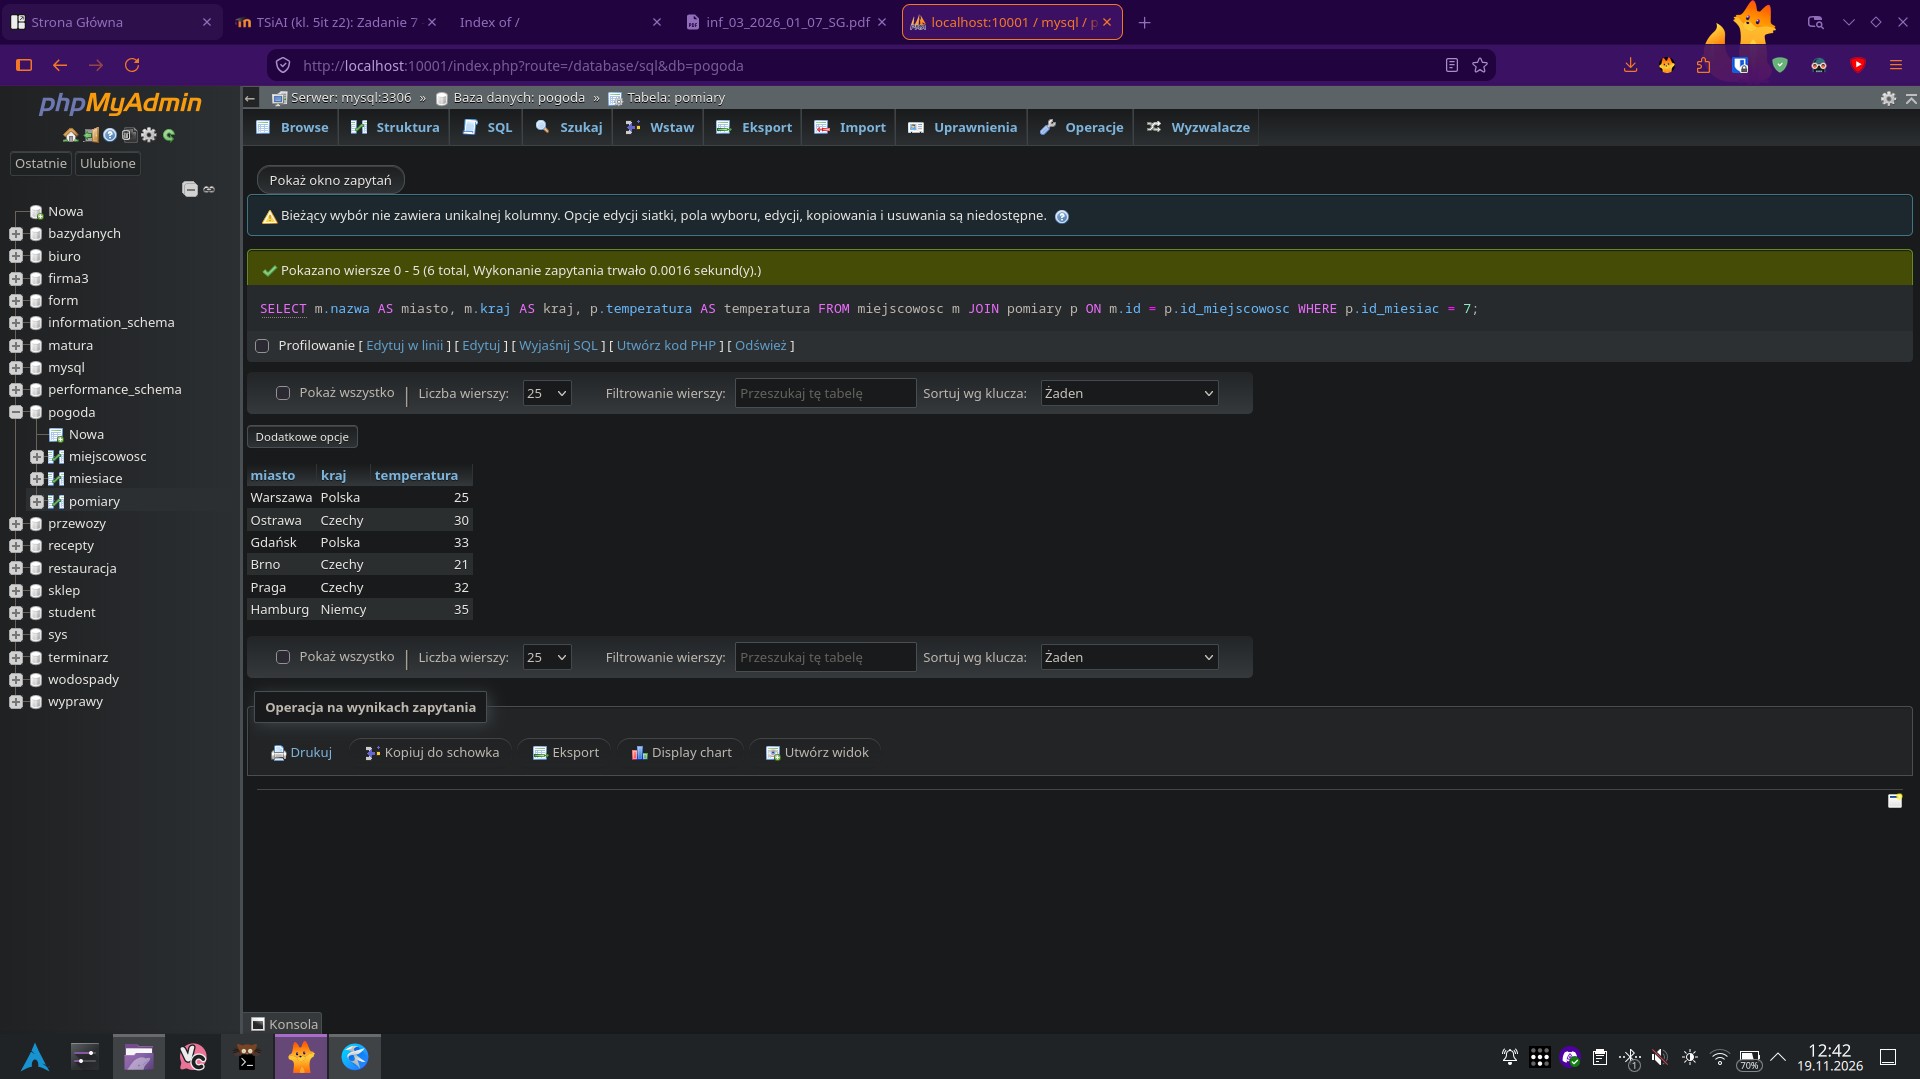 Strona Główna
TSiAI (kl. 5it z2): Zadanie 7
Index of /
inf_03_2026_01_07_SG.pdf
localhost:10001 / mysql / p
http://localhost:10001/index.php?route=/database/sql&db=pogoda
phpMyAdmin
Ostatnie
Ulubione
Nowa
bazydanych
biuro
firma3
form
information_schema
matura
mysql
performance_schema
pogoda
Nowa
miejscowosc
miesiace
pomiary
przewozy
recepty
restauracja
sklep
student
sys
terminarz
wodospady
wyprawy
Serwer: mysql:3306 » Baza danych: pogoda » Tabela: pomiary
Browse
Struktura
SQL
Szukaj
Wstaw
Eksport
Import
Uprawnienia
Operacje
Wyzwalacze
Pokaż okno zapytań
Bieżący wybór nie zawiera unikalnej kolumny. Opcje edycji siatki, pola wyboru, edycji, kopiowania i usuwania są niedostępne.
Pokazano wiersze 0 - 5 (6 total, Wykonanie zapytania trwało 0.0016 sekund(y).)
SELECT m.nazwa AS miasto, m.kraj AS kraj, p.temperatura AS temperatura FROM miejscowosc m JOIN pomiary p ON m.id = p.id_miejscowosc WHERE p.id_miesiac = 7;
Profilowanie [ Edytuj w linii ] [ Edytuj ] [ Wyjaśnij SQL ] [ Utwórz kod PHP ] [ Odśwież ]
Pokaż wszystko | Liczba wierszy: 25 Filtrowanie wierszy: Przeszukaj tę tabelę Sortuj wg klucza: Żaden
Dodatkowe opcje
miasto kraj temperatura
Warszawa Polska 25
Ostrawa Czechy 30
Gdańsk Polska 33
Brno Czechy 21
Praga Czechy 32
Hamburg Niemcy 35
Pokaż wszystko | Liczba wierszy: 25 Filtrowanie wierszy: Przeszukaj tę tabelę Sortuj wg klucza: Żaden
Operacja na wynikach zapytania
Drukuj
Kopiuj do schowka
Eksport
Display chart
Utwórz widok
Konsola
1
70%
12:42
19.11.2026